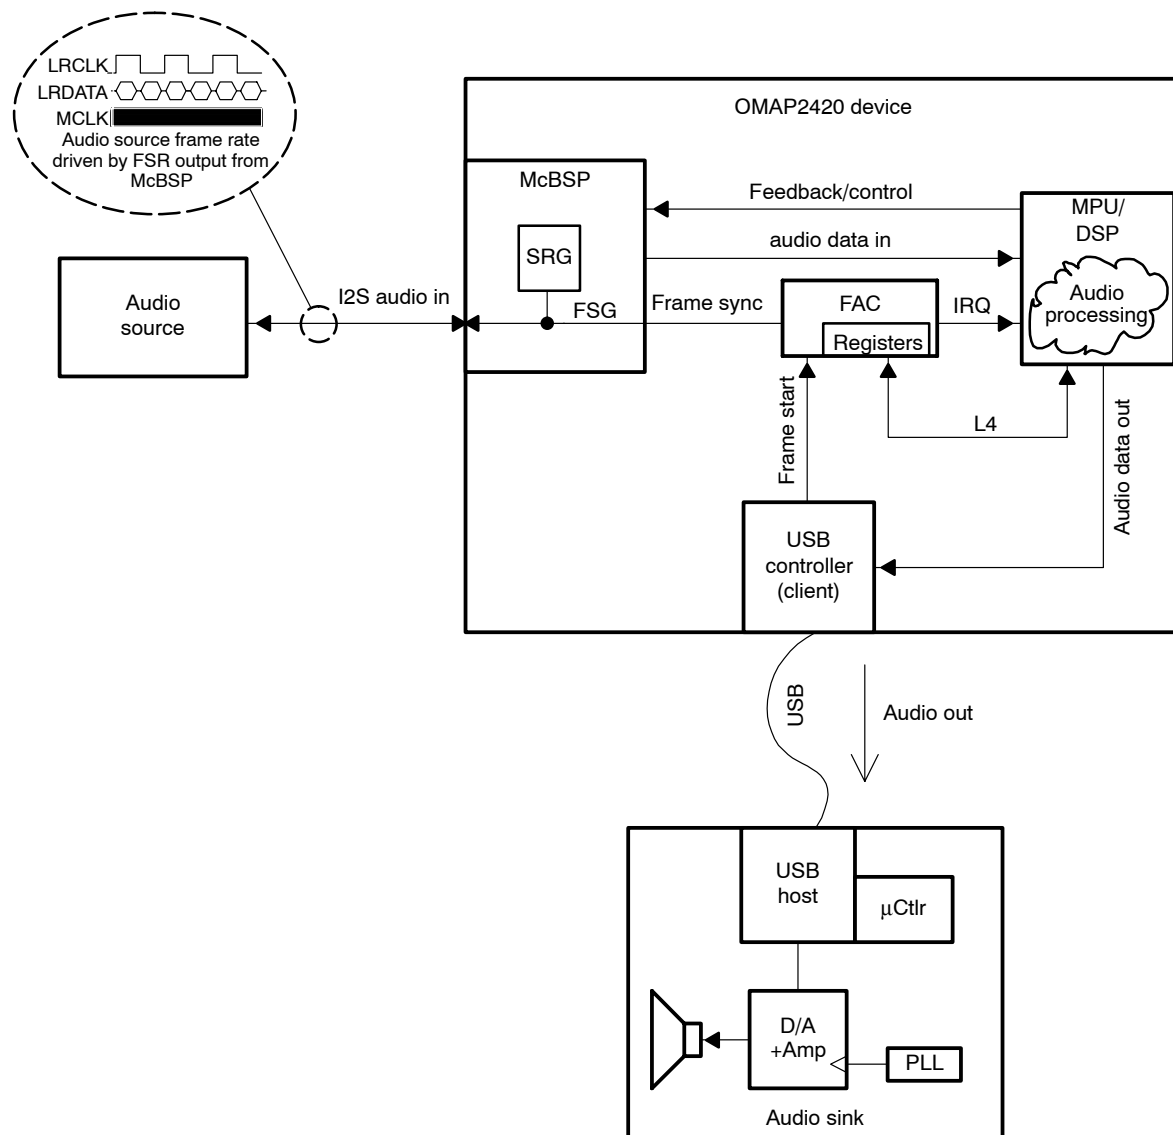 LRCLK
LRDATA
MCLK
Audio source frame rate
driven by FSR output from
McBSP
OMAP2420 device
McBSP
Feedback/control
MPU/
DSP
SRG
audio data in
Audio
source
I2S audio in
FSG
Frame sync
FAC
Registers
IRQ
Audio
processing
Frame start
L4
Audio data out
USB
controller
(client)
USB
Audio out
USB
host
μCtlr
D/A
+Amp
PLL
Audio sink